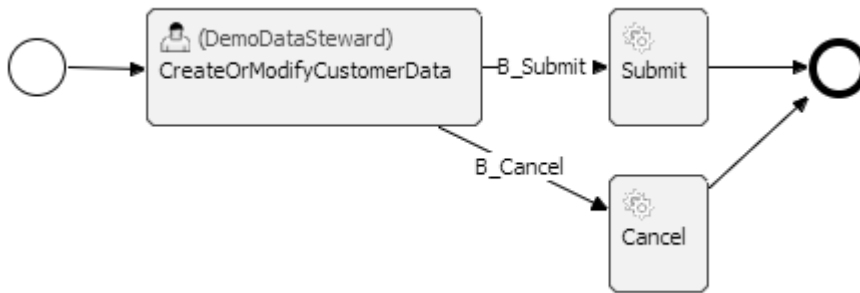 (DemoDataSteward)
CreateOrModifyCustomerData
B_Submit
Submit
B_Cancel
Cancel